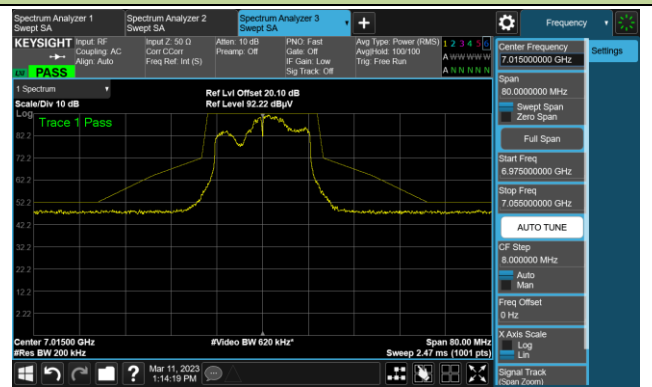 Spectrum Analyzer 1
Swept SA
Spectrum Analyzer 2
Swept SA
Spectrum Analyzer 3
Swept SA
Frequency
KEYSIGHT
Input: RF
Coupling: AC
Align: Auto
Input Z: 50 Ω
Corr CCorr
Freq Ref: Int (S)
Atten: 10 dB
Preamp: Off
PNO: Fast
Gate: Off
IF Gain: Low
Sig Track: Off
Avg Type: Power (RMS)
Avg|Hold: 100/100
Trig: Free Run
1 2 3 4 5 6
A W W W W W
A N N N N N
LW PASS
1 Spectrum
Scale/Div 10 dB
Ref Lvl Offset 20.10 dB
Ref Level 92.22 dBµV
Log
Trace 1 Pass
82.2
72.2
62.2
52.2
42.2
32.2
22.2
12.2
2.22
Center 7.01500 GHz
#Res BW 200 kHz
#Video BW 620 kHz*
Span 80.00 MHz
Sweep 2.47 ms (1001 pts)
Center Frequency
7.015000000 GHz
Settings
Span
80.0000000 MHz
Swept Span
Zero Span
Full Span
Start Freq
6.975000000 GHz
Stop Freq
7.055000000 GHz
AUTO TUNE
CF Step
8.000000 MHz
Auto
Man
Freq Offset
0 Hz
X Axis Scale
Log
Lin
Signal Track
(Span Zoom)
Mar 11, 2023
1:14:19 PM